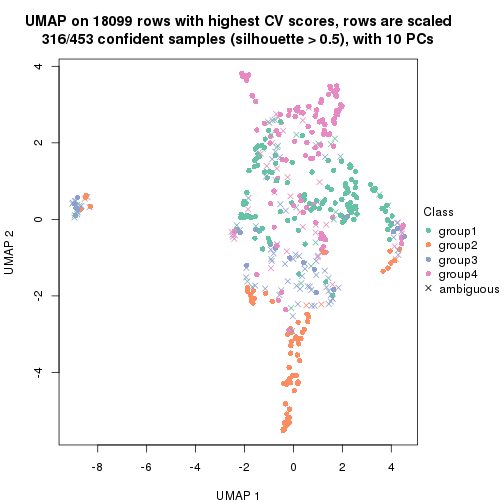 UMAP on 18099 rows with highest CV scores, rows are scaled
316/453 confident samples (silhouette > 0.5), with 10 PCs
4
2
0
-2
-4
UMAP 2
-8
-6
-4
-2
0
2
4
UMAP 1
Class
group1
group2
group3
group4
ambiguous